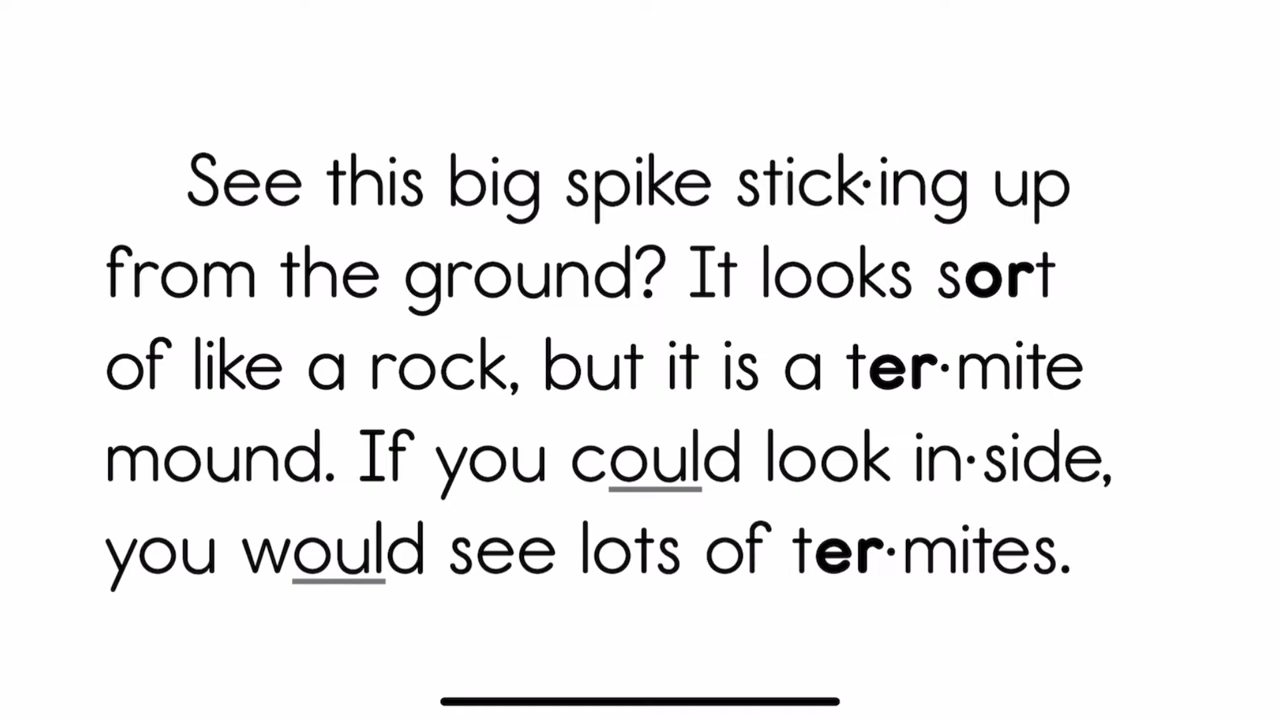 See this big spike stick·ing up
from the ground? It looks sort
of like a rock, but it is a ter·mite
mound. If you could look in·side,
you would see lots of ter·mites.